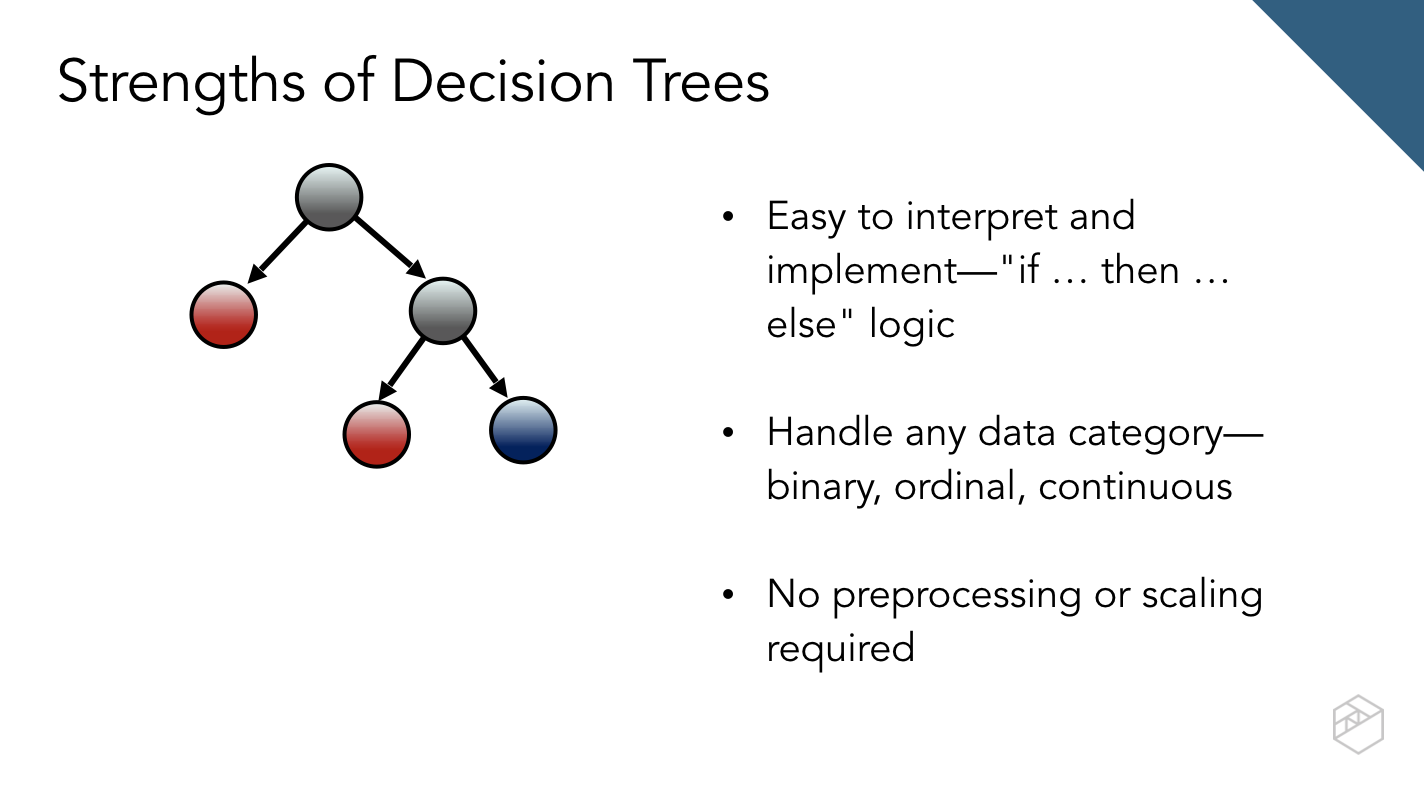 Strengths of Decision Trees
• Easy to interpret and
implement—"if … then …
else" logic
• Handle any data category—
binary, ordinal, continuous
• No preprocessing or scaling
required